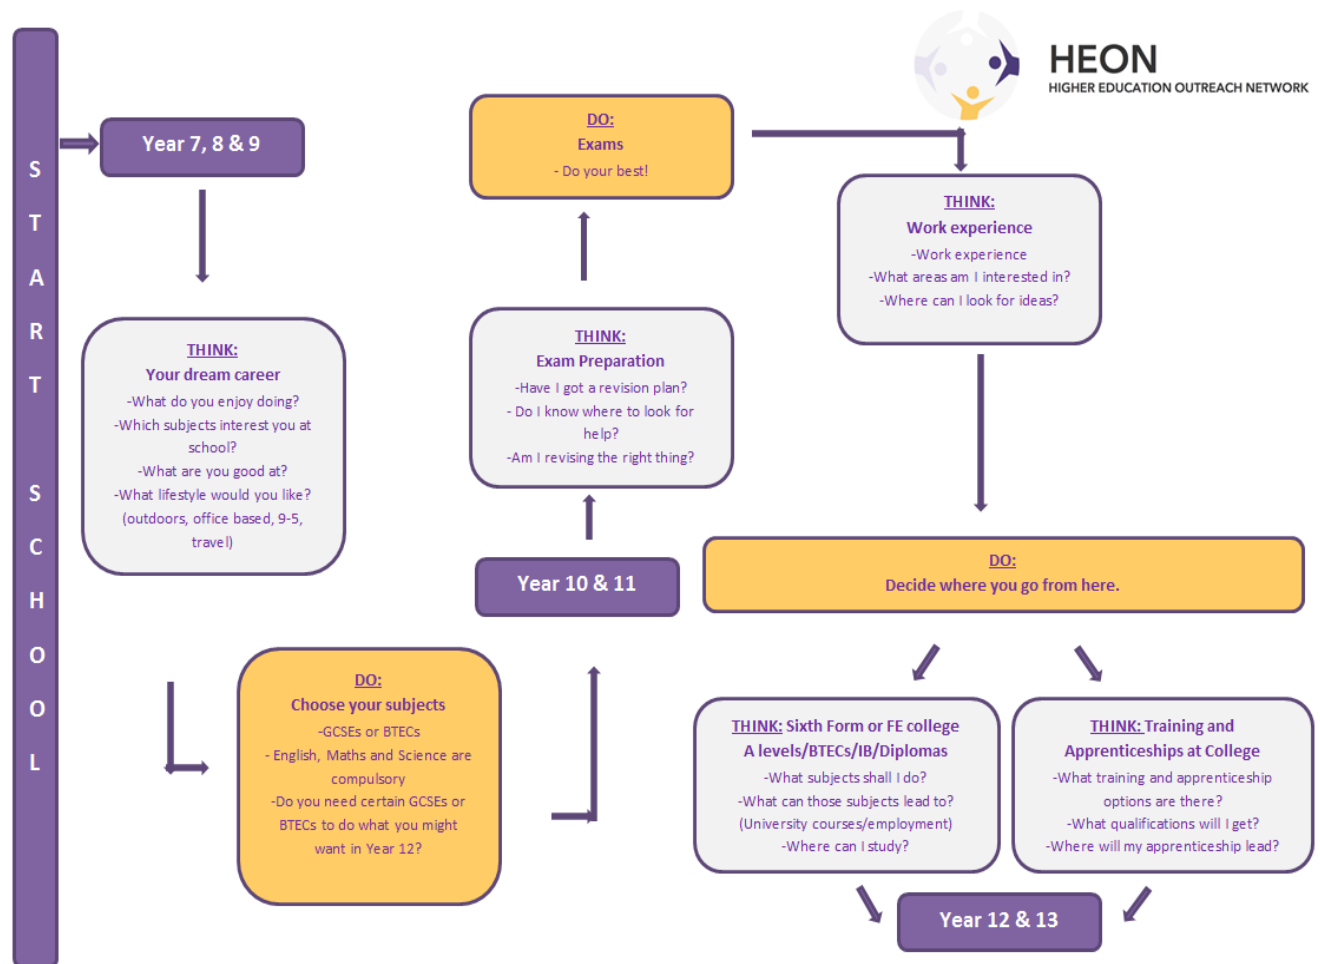 START SCHOOL
HEON
HIGHER EDUCATION OUTREACH NETWORK
Year 7, 8 & 9
THINK:
Your dream career
-What do you enjoy doing?
-Which subjects interest you at
school?
-What are you good at?
-What lifestyle would you like?
(outdoors, office based, 9-5,
travel)
DO:
Choose your subjects
-GCSEs or BTECs
- English, Maths and Science are
compulsory
-Do you need certain GCSEs or
BTECs to do what you might
want in Year 12?
Year 10 & 11
THINK:
Exam Preparation
-Have I got a revision plan?
- Do I know where to look for
help?
-Am I revising the right thing?
DO:
Exams
- Do your best!
THINK:
Work experience
-Work experience
-What areas am I interested in?
-Where can I look for ideas?
DO:
Decide where you go from here.
THINK: Sixth Form or FE college
A levels/BTECs/IB/Diplomas
-What subjects shall I do?
-What can those subjects lead to?
(University courses/employment)
-Where can I study?
THINK: Training and
Apprenticeships at College
-What training and apprenticeship
options are there?
-What qualifications will I get?
-Where will my apprenticeship lead?
Year 12 & 13